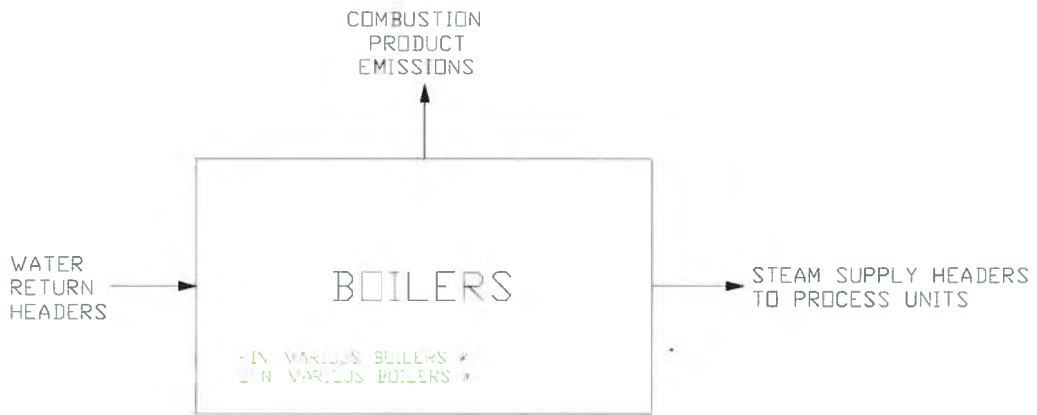 COMBUSTION
PRODUCT
EMISSIONS
WATER
RETURN
HEADERS
BOILERS
STEAM SUPPLY HEADERS
TO PROCESS UNITS
VARIOUS BOILERS *
VARIOUS BOILERS *